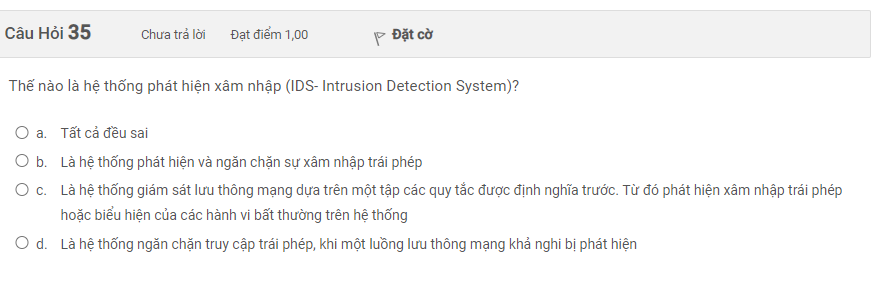 Câu Hỏi 35 Chưa trả lời Đạt điểm 1,00 Đặt cờ
Thế nào là hệ thống phát hiện xâm nhập (IDS- Intrusion Detection System)?
a. Tất cả đều sai
b. Là hệ thống phát hiện và ngăn chặn sự xâm nhập trái phép
c. Là hệ thống giám sát lưu thông mạng dựa trên một tập các quy tắc được định nghĩa trước. Từ đó phát hiện xâm nhập trái phép
hoặc biểu hiện của các hành vi bất thường trên hệ thống
d. Là hệ thống ngăn chặn truy cập trái phép, khi một luồng lưu thông mạng khả nghi bị phát hiện